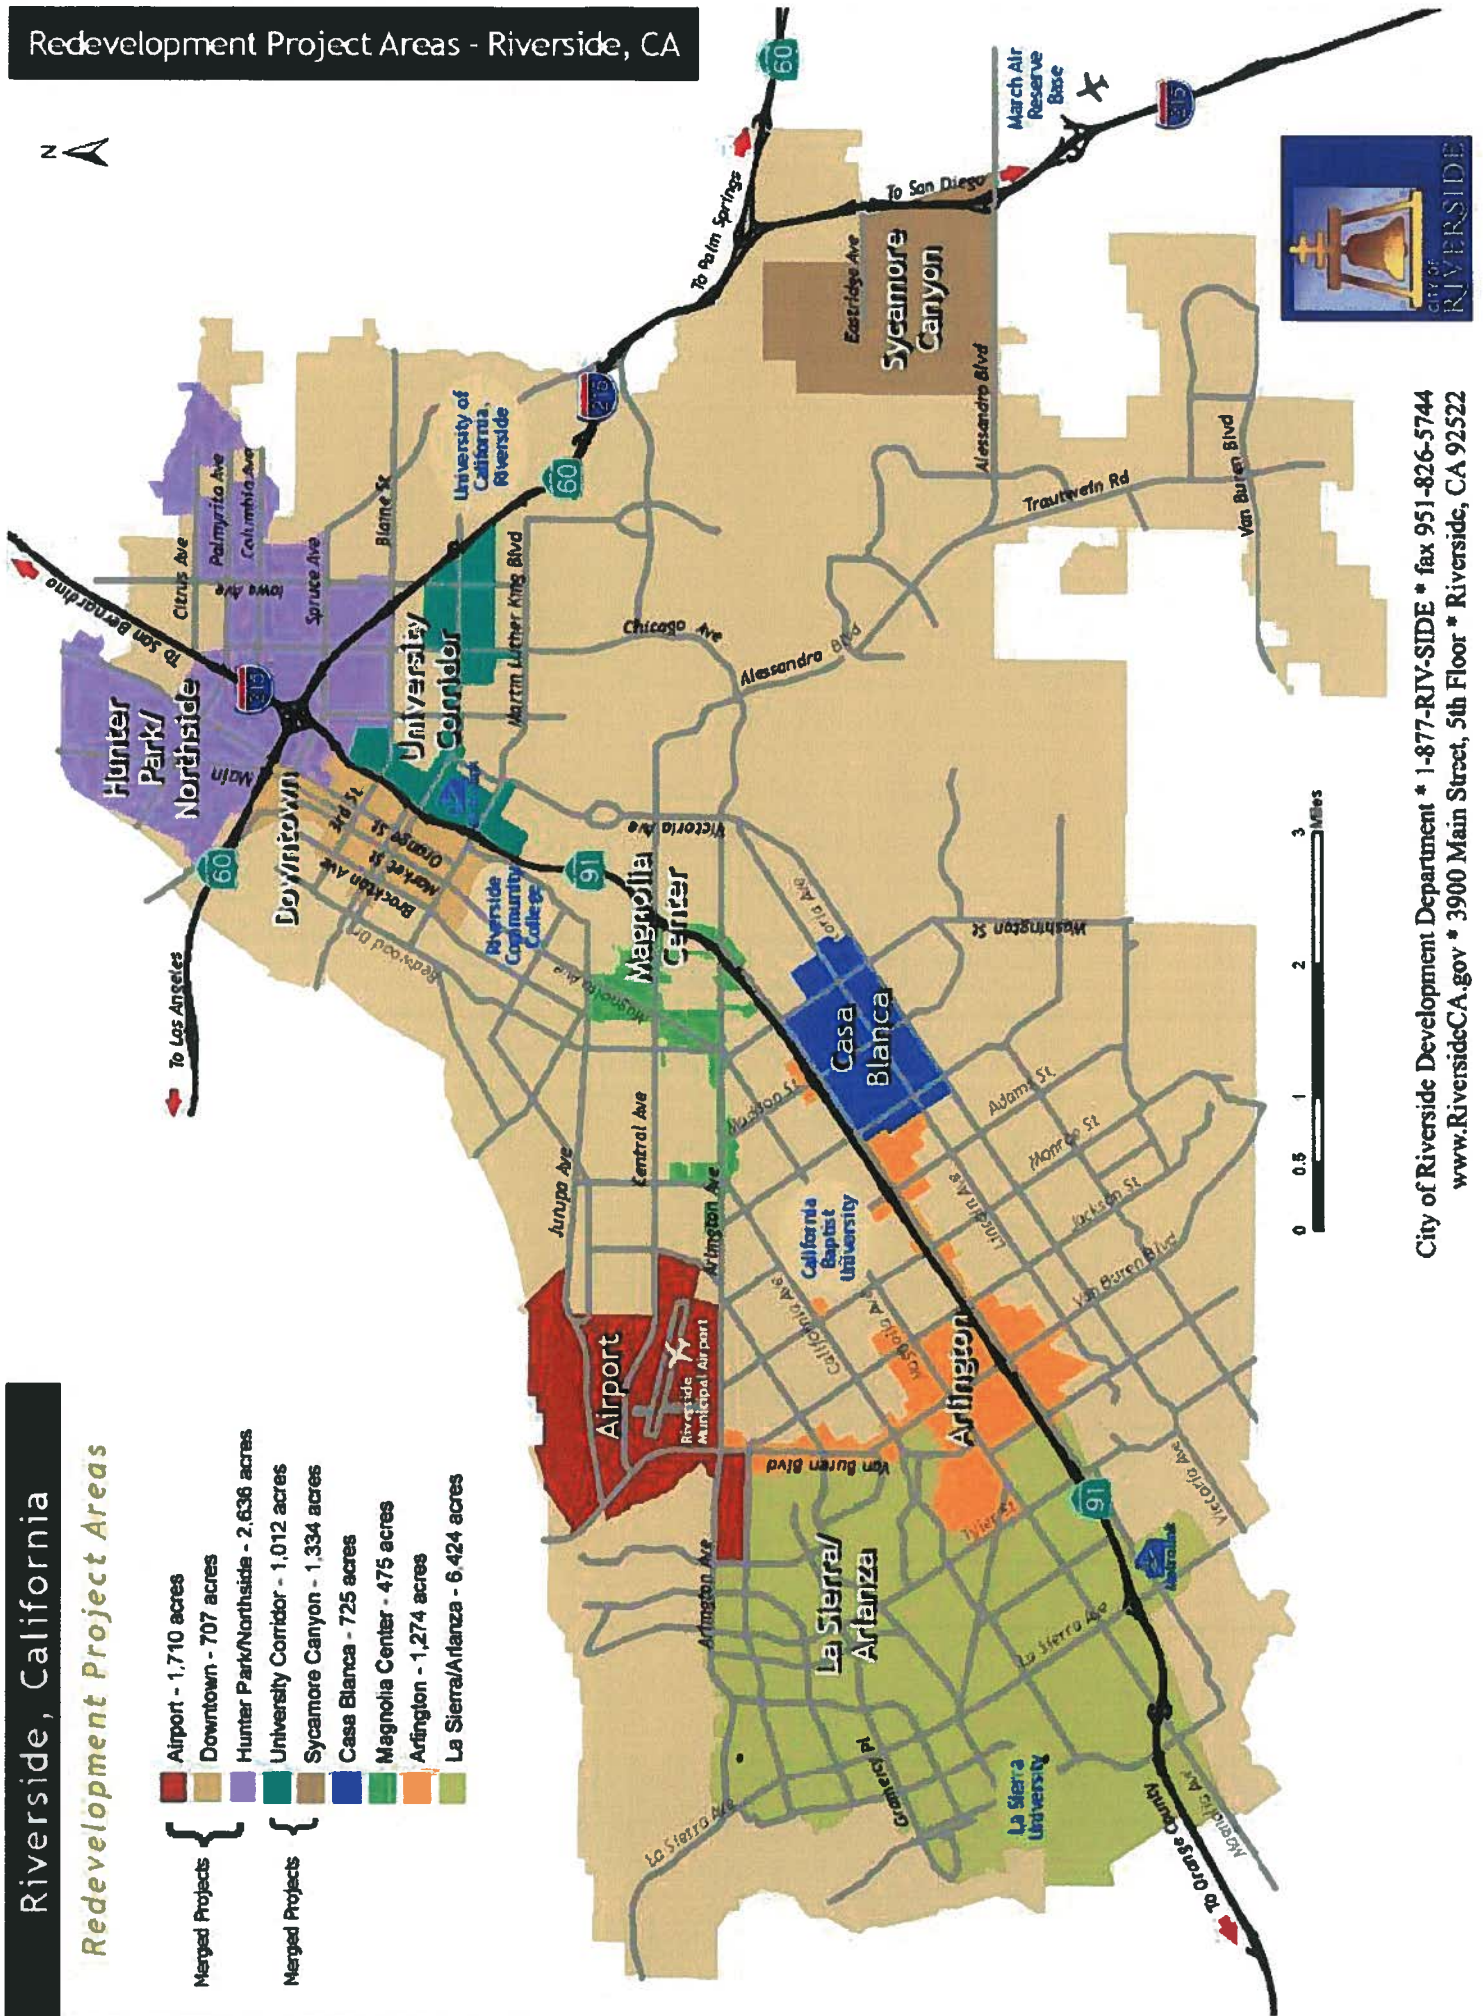 Riverside, California
Redevelopment Project Areas - Riverside, CA
Redevelopment Project Areas
Merged Projects
Merged Projects
Airport - 1,710 acres
Downtown - 707 acres
Hunter Park/Northside - 2,636 acres
University Corridor - 1,012 acres
Sycamore Canyon - 1,334 acres
Casa Blanca - 725 acres
Magnolia Center - 475 acres
Arlington - 1,274 acres
La Sierra/Arlanza - 6,424 acres
N
To Los Angeles
60
To San Bernardino
215
Hunter
Park/
Northside
Main
Citrus Ave
Palmyrita Ave
Columbia Ave
Iowa Ave
Spruce Ave
Blaine St
University of
California,
Riverside
60
215
To Palm Springs
60
To San Diego
March Air
Reserve
Base
215
Eastridge Ave
Sycamore
Canyon
Alessandro Blvd
Trautwein Rd
Van Buren Blvd
Downtown
3rd St
Orange St
Market St
Brockton Ave
Redwood Dr
University
Corridor
Martin Luther King Blvd
Chicago Ave
Alessandro Blvd
Riverside
Community
College
91
Victoria Ave
Magnolia
Center
Magnolia Ave
Jurupa Ave
Central Ave
Arlington Ave
Madison St
Casa
Blanca
Washington St
Adams St
Monroe St
Jackson St
Lincoln Ave
Van Buren Blvd
California
Baptist
University
California Ave
Magnolia Ave
Airport
Riverside
Municipal Airport
Arlington
Van Buren Blvd
Tyler St
91
Victoria Ave
Metrolink
Arlington Ave
La Sierra/
Arlanza
La Sierra Ave
La Sierra Ave
Gramercy Pl
La Sierra
University
Magnolia Ave
To Orange County
0
0.5
1
2
3
Miles
CITY OF
RIVERSIDE
City of Riverside Development Department * 1-877-RIV-SIDE * fax 951-826-5744
www.RiversideCA.gov * 3900 Main Street, 5th Floor * Riverside, CA 92522